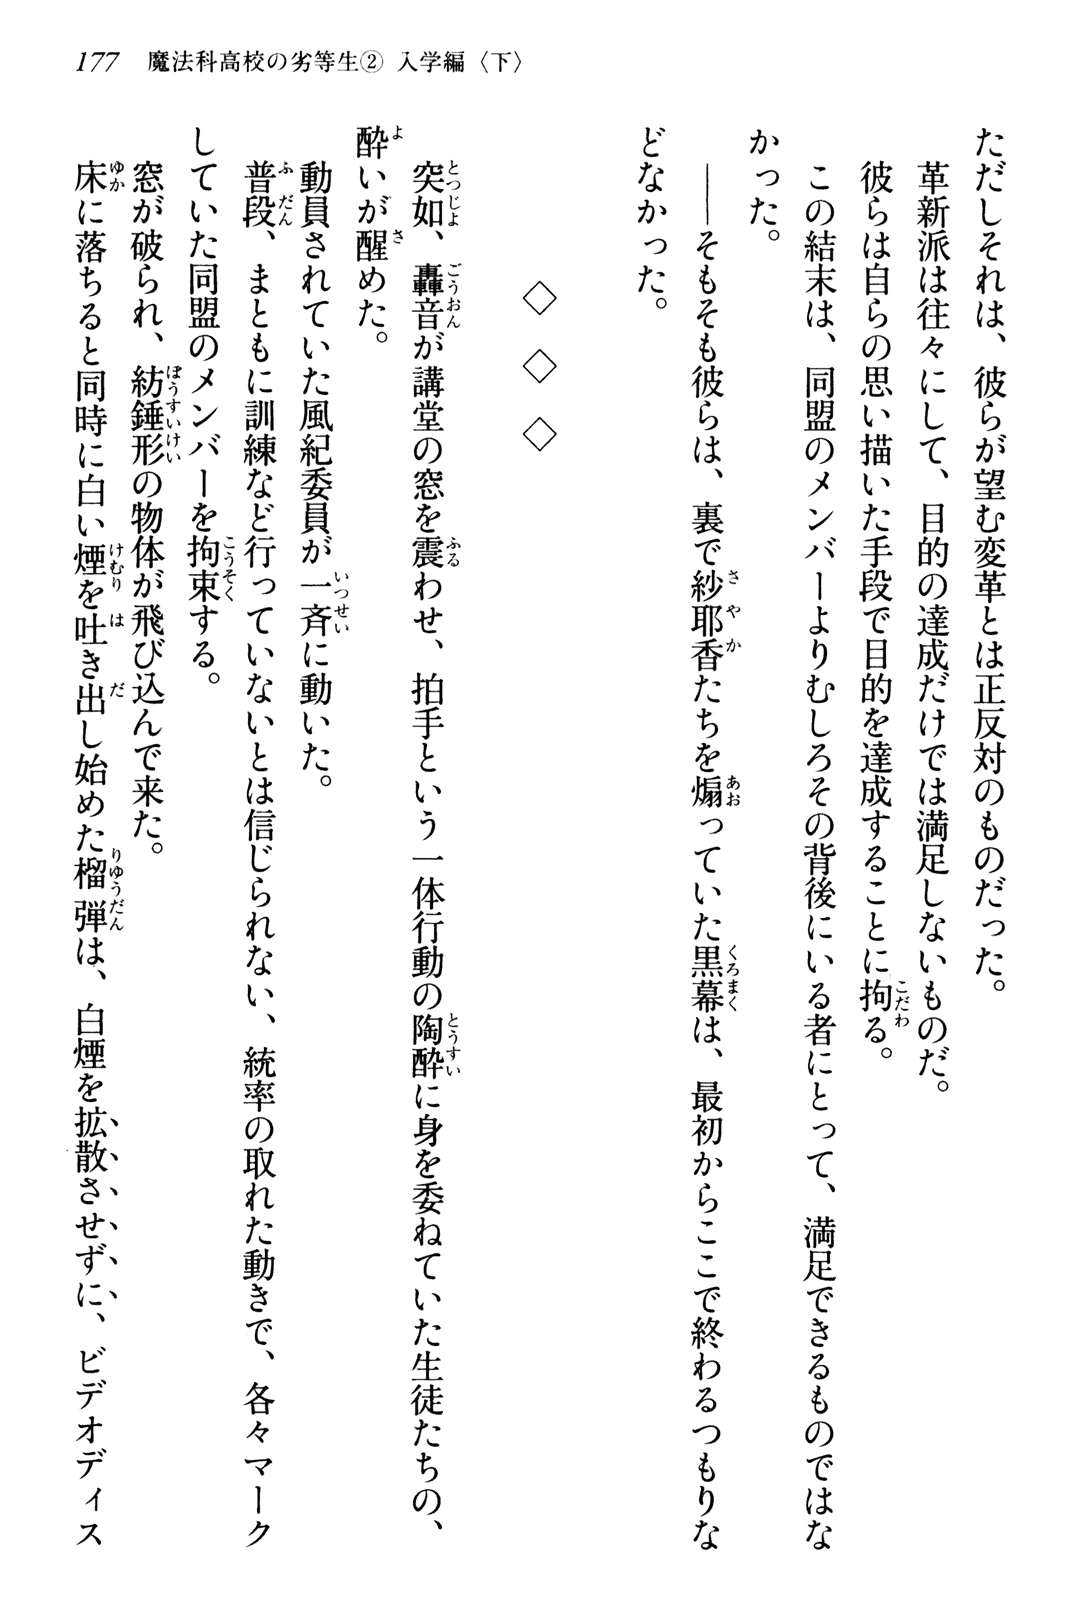 177　魔法科高校の劣等生② 入学編〈下〉
ただしそれは、彼らが望む変革とは正反対のものだった。
革新派は往々にして、目的の達成だけでは満足しないものだ。
彼らは自らの思い描いた手段で目的を達成することに拘る。
この結末は、同盟のメンバーよりむしろその背後にいる者にとって、満足できるものではな
かった。
――そもそも彼らは、裏で紗耶香たちを煽っていた黒幕は、最初からここで終わるつもりな
どなかった。
◇　◇　◇
突如、轟音が講堂の窓を震わせ、拍手という一体行動の陶酔に身を委ねていた生徒たちの、
酔いが醒めた。
動員されていた風紀委員が一斉に動いた。
普段、まともに訓練など行っていないとは信じられない、統率の取れた動きで、各々マーク
していた同盟のメンバーを拘束する。
窓が破られ、紡錘形の物体が飛び込んで来た。
床に落ちると同時に白い煙を吐き出し始めた榴弾は、白煙を拡散させずに、ビデオディス